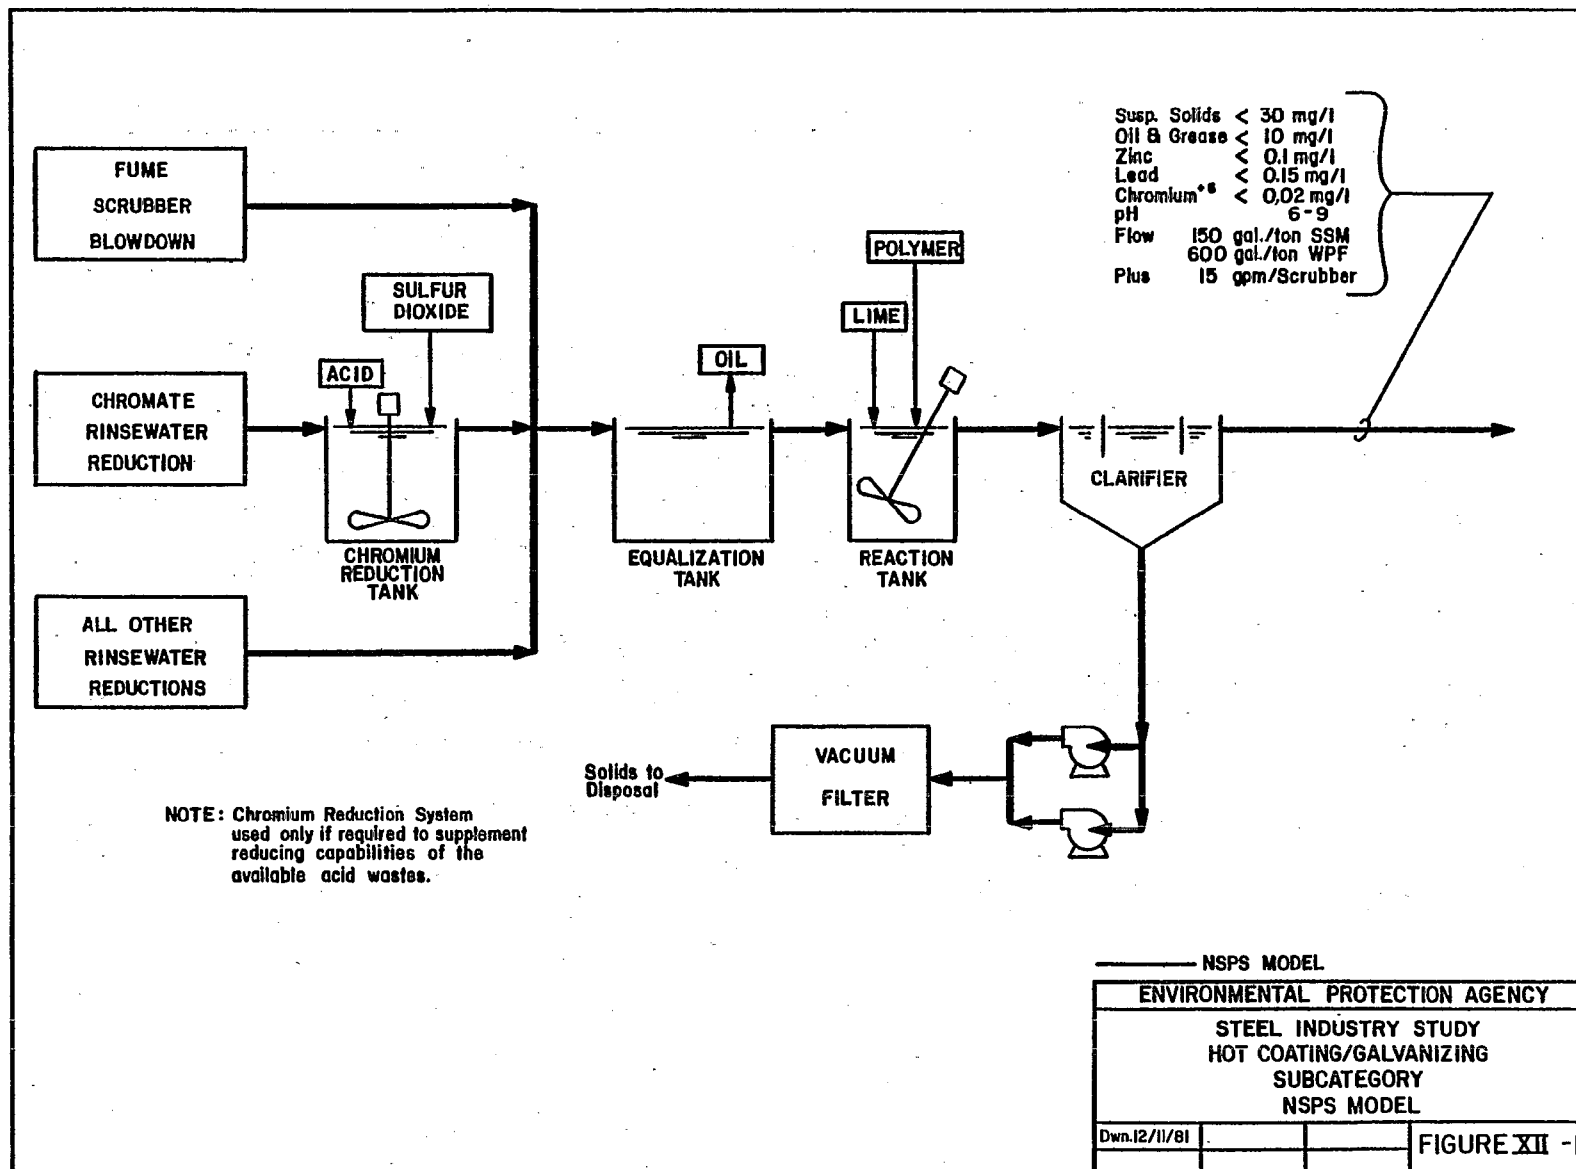 Susp. Solids < 30 mg/l
Oil & Grease < 10 mg/l
Zinc < 0.1 mg/l
Lead < 0.15 mg/l
Chromium+6 < 0,02 mg/l
pH 6-9
Flow 150 gal./ton SSM
600 gal./ton WPF
Plus 15 gpm/Scrubber
FUME
SCRUBBER
BLOWDOWN
SULFUR
DIOXIDE
POLYMER
LIME
OIL
ACID
CHROMATE
RINSEWATER
REDUCTION
CLARIFIER
CHROMIUM
REDUCTION
TANK
EQUALIZATION
TANK
REACTION
TANK
ALL OTHER
RINSEWATER
REDUCTIONS
VACUUM
FILTER
Solids to
Disposal
NOTE: Chromium Reduction System
used only if required to supplement
reducing capabilities of the
available acid wastes.
NSPS MODEL
ENVIRONMENTAL PROTECTION AGENCY
STEEL INDUSTRY STUDY
HOT COATING/GALVANIZING
SUBCATEGORY
NSPS MODEL
Dwn.12/11/81
FIGURE XII -1